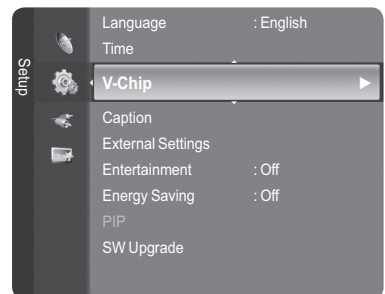 Setup
Language : English
Time
V-Chip
Caption
External Settings
Entertainment : Off
Energy Saving : Off
PIP
SW Upgrade